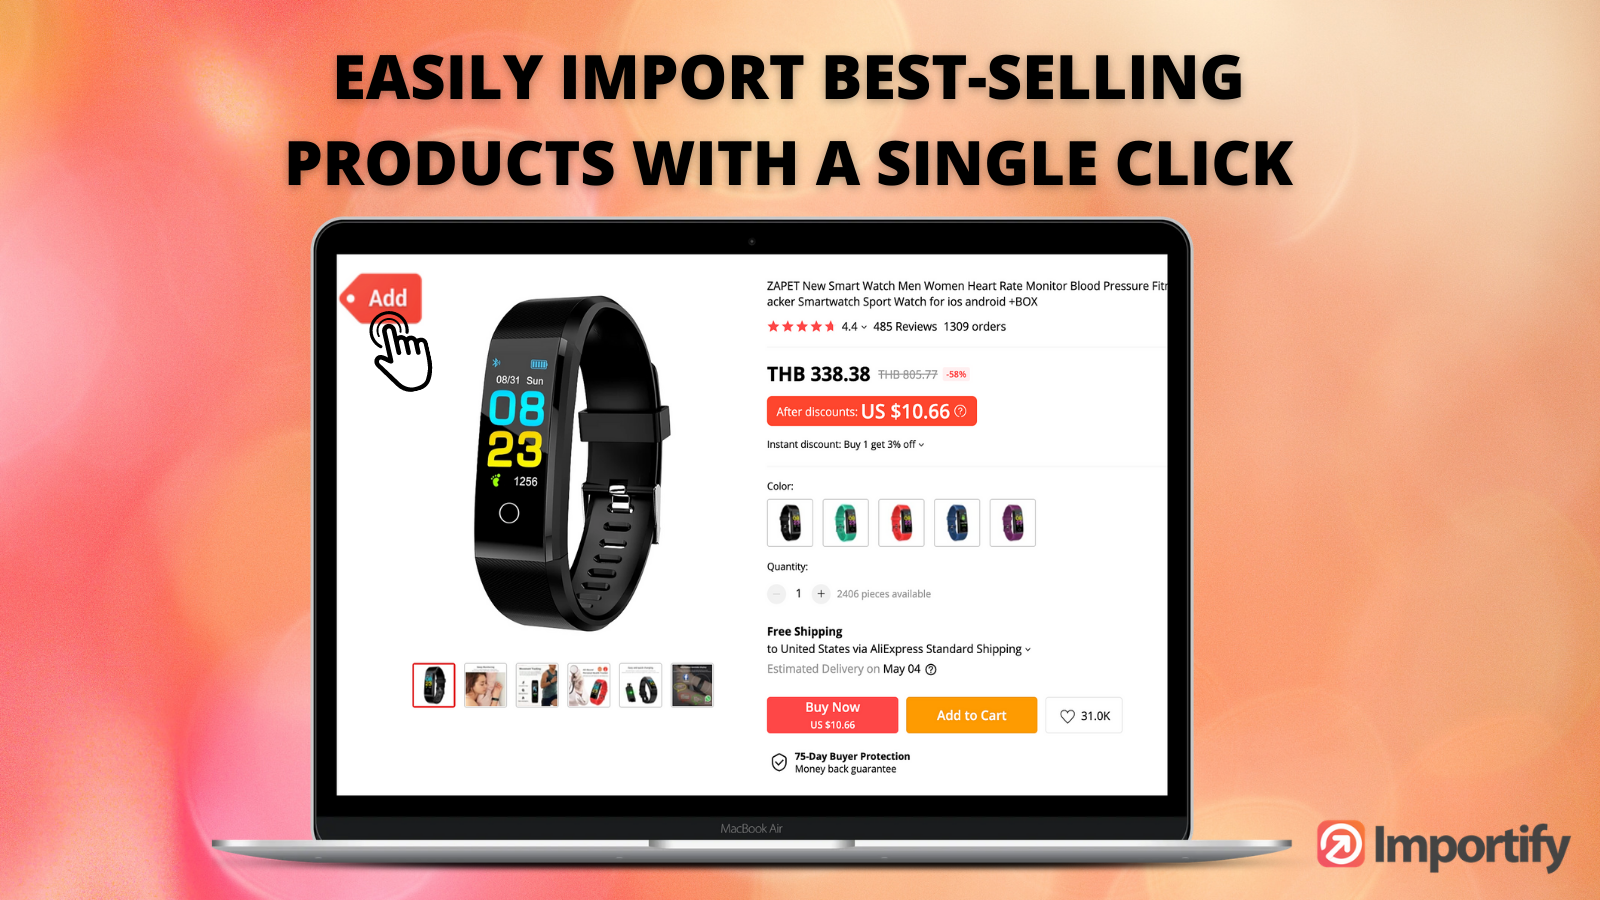 EASILY IMPORT BEST-SELLING
PRODUCTS WITH A SINGLE CLICK
Add
08/31 Sun
08
23
1256
ZAPET New Smart Watch Men Women Heart Rate Monitor Blood Pressure Fit
acker Smartwatch Sport Watch for ios android +BOX
4.4 485 Reviews 1309 orders
THB 338.38 THB 805.77 -58%
After discounts: US $10.66
Instant discount: Buy 1 get 3% off
Color:
Quantity:
1 2406 pieces available
Free Shipping
to United States via AliExpress Standard Shipping
Estimated Delivery on May 04
Buy Now
US $10.66
Add to Cart
31.0K
75-Day Buyer Protection
Money back guarantee
MacBook Air
Importify